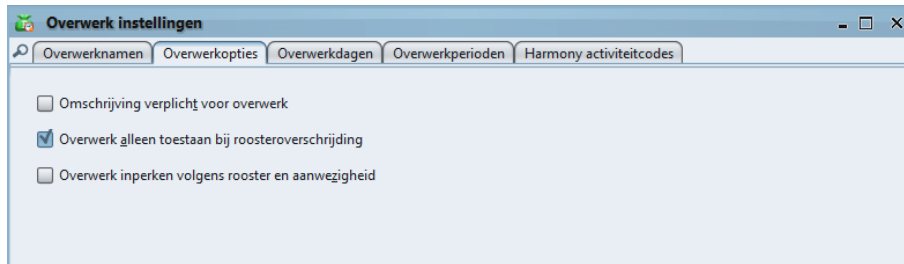 Overwerk instellingen
Overwerknamen Overwerkopties Overwerkdagen Overwerkperioden Harmony activiteitcodes
Omschrijving verplicht voor overwerk
Overwerk alleen toestaan bij roosteroverschrijding
Overwerk inperken volgens rooster en aanwezigheid